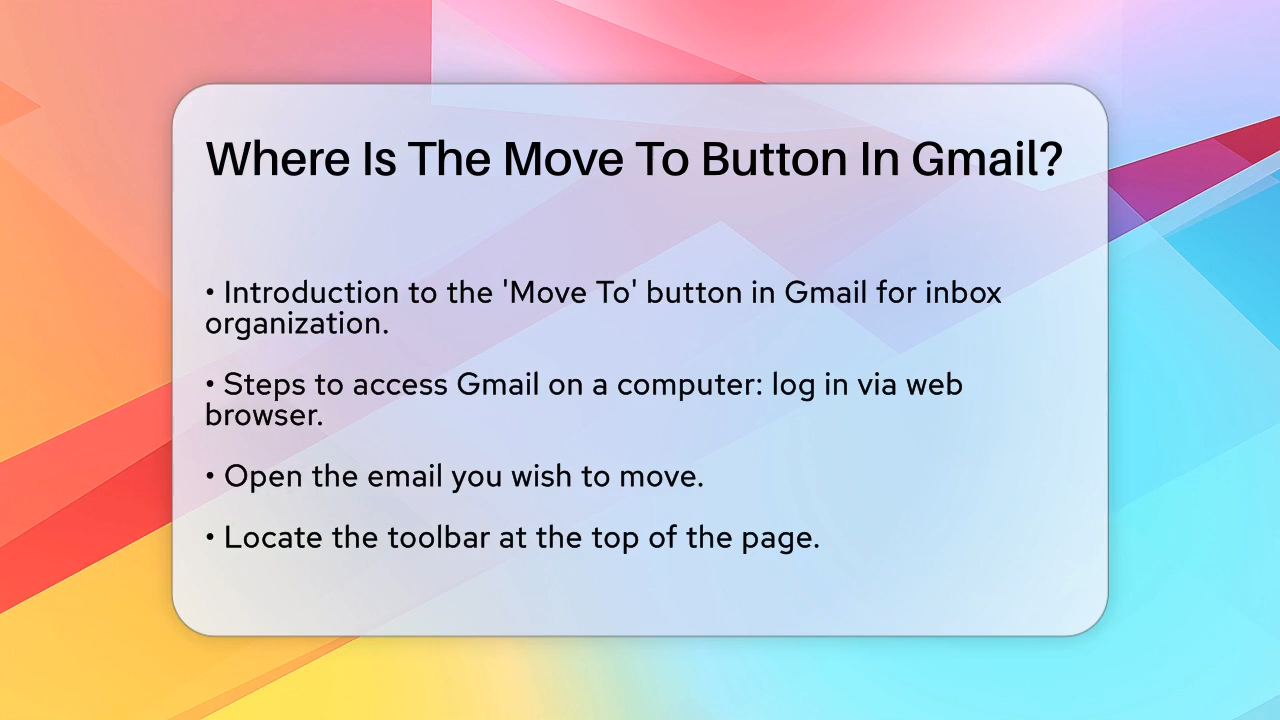 Where Is The Move To Button In Gmail?
• Introduction to the 'Move To' button in Gmail for inbox
organization.
• Steps to access Gmail on a computer: log in via web
browser.
• Open the email you wish to move.
• Locate the toolbar at the top of the page.